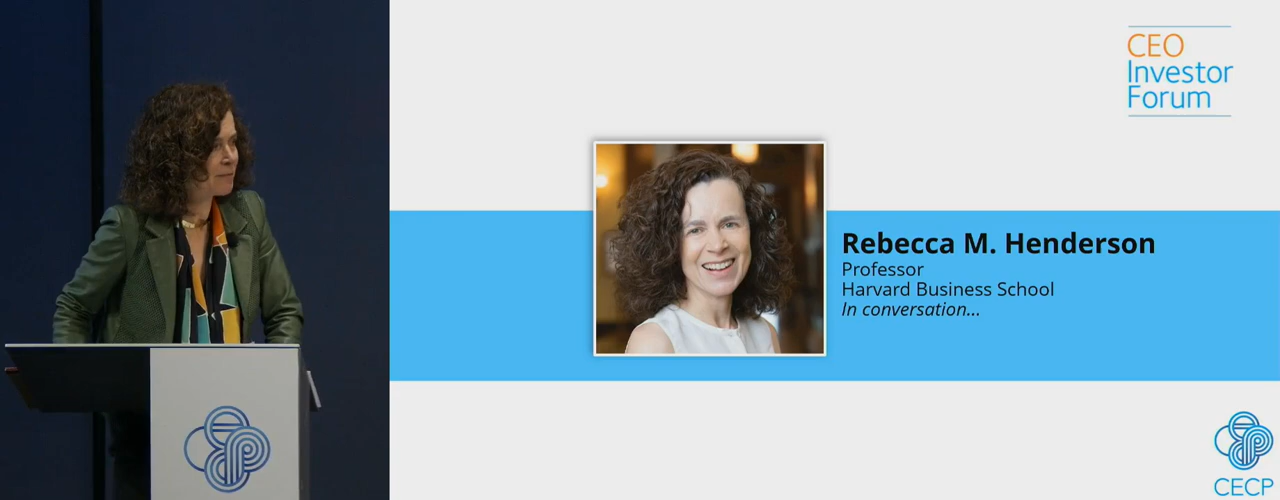 CEO
Investor
Forum
Rebecca M. Henderson
Professor
Harvard Business School
In conversation...
CECP